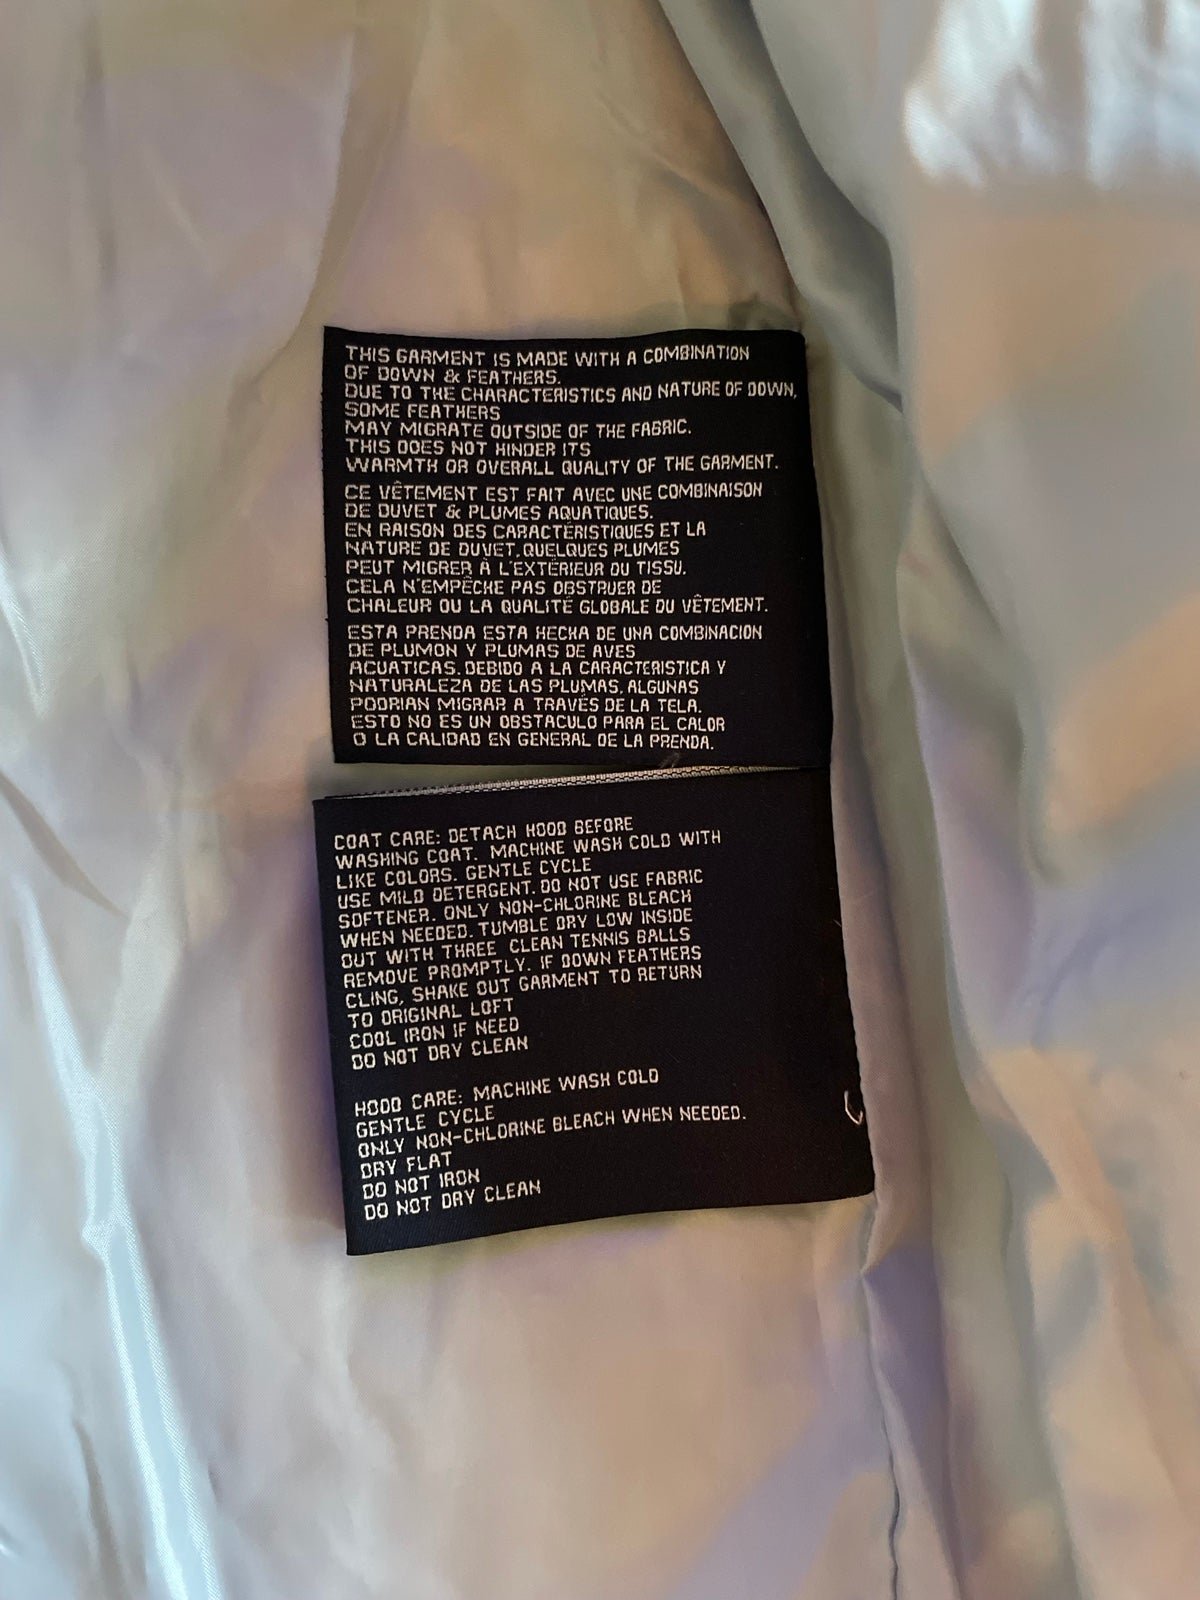 THIS GARMENT IS MADE WITH A COMBINATION
OF DOWN & FEATHERS.
DUE TO THE CHARACTERISTICS AND NATURE OF DOWN,
SOME FEATHERS
MAY MIGRATE OUTSIDE OF THE FABRIC.
THIS DOES NOT HINDER ITS
WARMTH OR OVERALL QUALITY OF THE GARMENT.
CE VÊTEMENT EST FAIT AVEC UNE COMBINAISON
DE DUVET & PLUMES AQUATIQUES.
EN RAISON DES CARACTÉRISTIQUES ET LA
NATURE DE DUVET, QUELQUES PLUMES
PEUT MIGRER À L'EXTÉRIEUR DU TISSU.
CELA N'EMPÊCHE PAS OBSTRUER DE
CHALEUR OU LA QUALITÉ GLOBALE DU VÊTEMENT.
ESTA PRENDA ESTA HECHA DE UNA COMBINACION
DE PLUMON Y PLUMAS DE AVES
ACUATICAS. DEBIDO A LA CARACTERISTICA Y
NATURALEZA DE LAS PLUMAS, ALGUNAS
PODRIAN MIGRAR A TRAVÉS DE LA TELA.
ESTO NO ES UN OBSTACULO PARA EL CALOR
O LA CALIDAD EN GENERAL DE LA PRENDA.
COAT CARE: DETACH HOOD BEFORE
WASHING COAT. MACHINE WASH COLD WITH
LIKE COLORS. GENTLE CYCLE
USE MILD DETERGENT. DO NOT USE FABRIC
SOFTENER. ONLY NON-CHLORINE BLEACH
WHEN NEEDED. TUMBLE DRY LOW INSIDE
OUT WITH THREE CLEAN TENNIS BALLS
REMOVE PROMPTLY. IF DOWN FEATHERS
CLING, SHAKE OUT GARMENT TO RETURN
TO ORIGINAL LOFT
COOL IRON IF NEED
DO NOT DRY CLEAN
HOOD CARE: MACHINE WASH COLD
GENTLE CYCLE
ONLY NON-CHLORINE BLEACH WHEN NEEDED.
DRY FLAT
DO NOT IRON
DO NOT DRY CLEAN